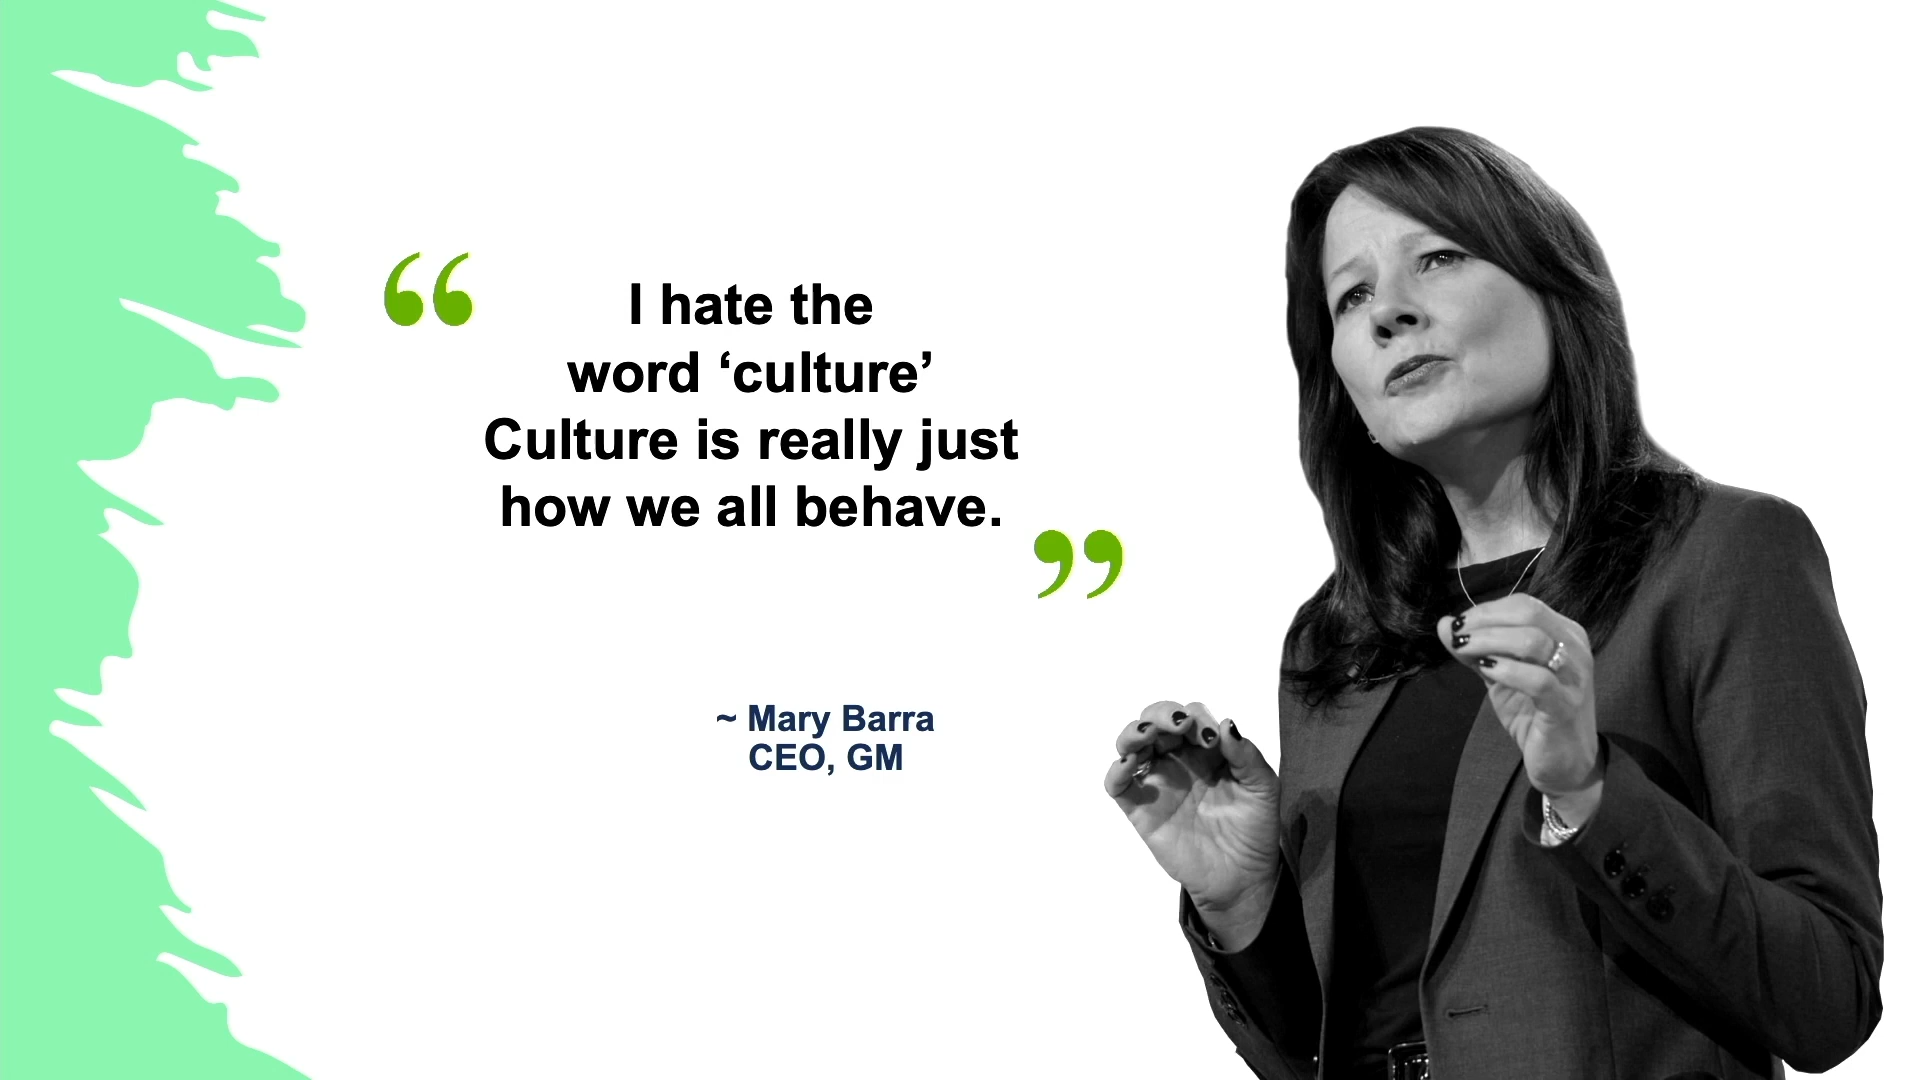 “ I hate the
word ‘culture’
Culture is really just
how we all behave. ”
~ Mary Barra
CEO, GM